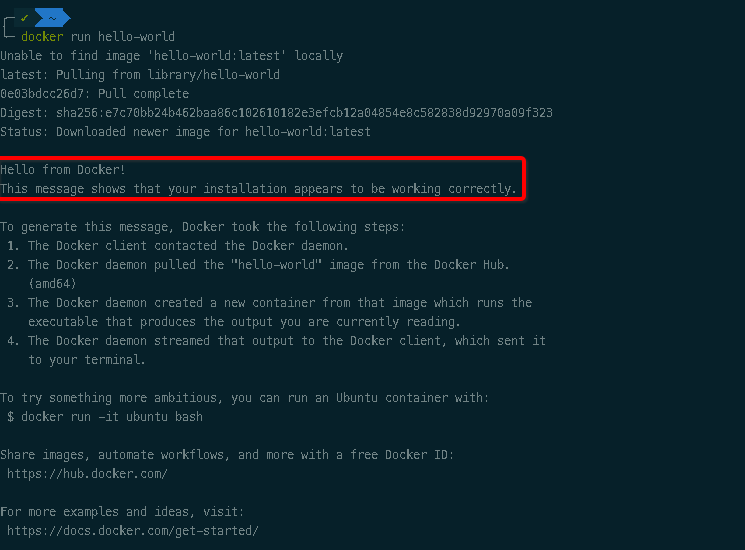 ✓ ~
docker run hello-world
Unable to find image 'hello-world:latest' locally
latest: Pulling from library/hello-world
0e03bdcc26d7: Pull complete
Digest: sha256:e7c70bb24b462baa86c102610182e3efcb12a04854e8c582838d92970a09f323
Status: Downloaded newer image for hello-world:latest
Hello from Docker!
This message shows that your installation appears to be working correctly.
To generate this message, Docker took the following steps:
1. The Docker client contacted the Docker daemon.
2. The Docker daemon pulled the "hello-world" image from the Docker Hub.
(amd64)
3. The Docker daemon created a new container from that image which runs the
executable that produces the output you are currently reading.
4. The Docker daemon streamed that output to the Docker client, which sent it
to your terminal.
To try something more ambitious, you can run an Ubuntu container with:
$ docker run -it ubuntu bash
Share images, automate workflows, and more with a free Docker ID:
https://hub.docker.com/
For more examples and ideas, visit:
https://docs.docker.com/get-started/